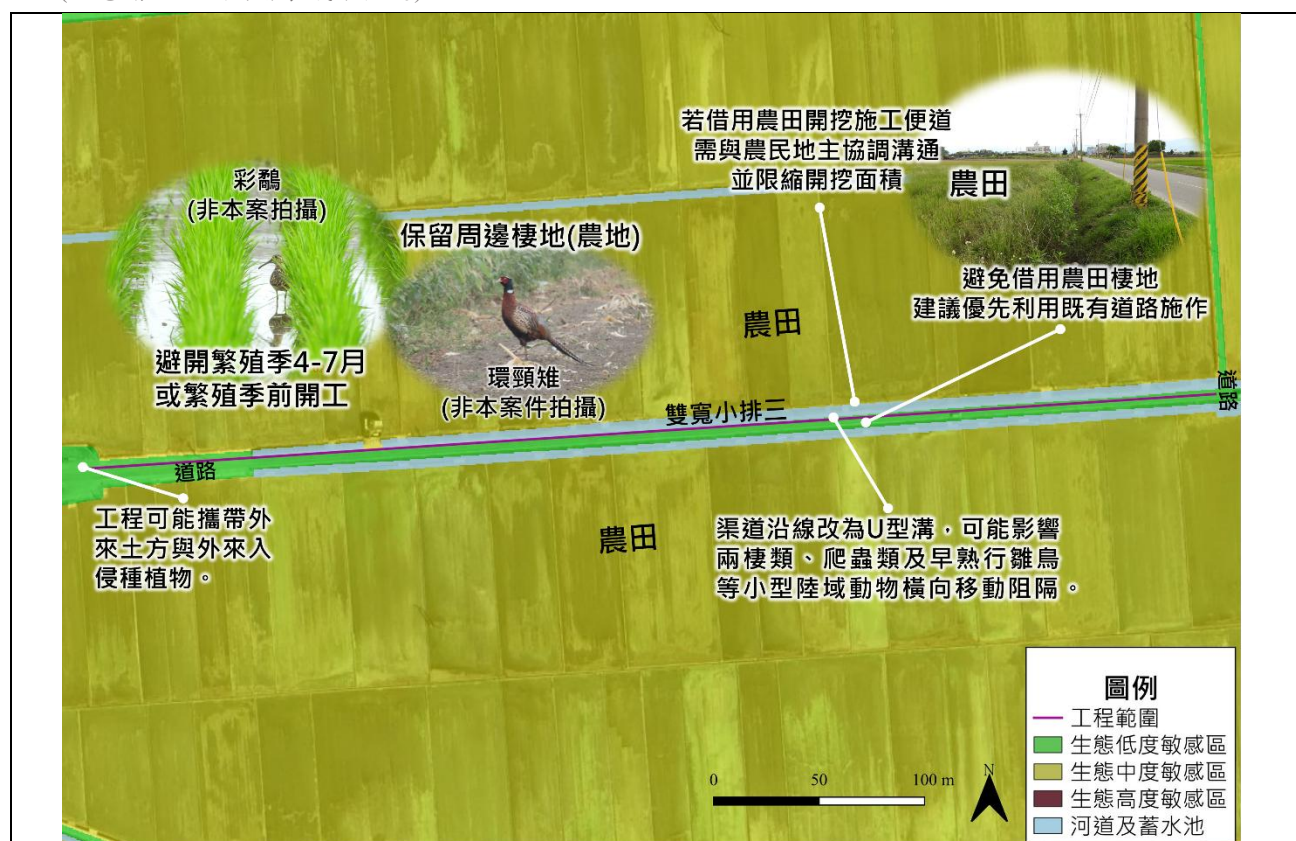 彩鷸
(非本案拍攝)
避開繁殖季4-7月
或繁殖季前開工
保留周邊棲地(農地)
環頸雉
(非本案件拍攝)
若借用農田開挖施工便道
需與農民地主協調溝通
並限縮開挖面積
農田
避免借用農田棲地
建議優先利用既有道路施作
農田
雙寬小排三
道路
道路
工程可能攜帶外
來土方與外來入
侵種植物。
農田
渠道沿線改為U型溝，可能影響
兩棲類、爬蟲類及早熟行雛鳥
等小型陸域動物橫向移動阻隔。
圖例
工程範圍
生態低度敏感區
生態中度敏感區
生態高度敏感區
河道及蓄水池
0 50 100 m
N